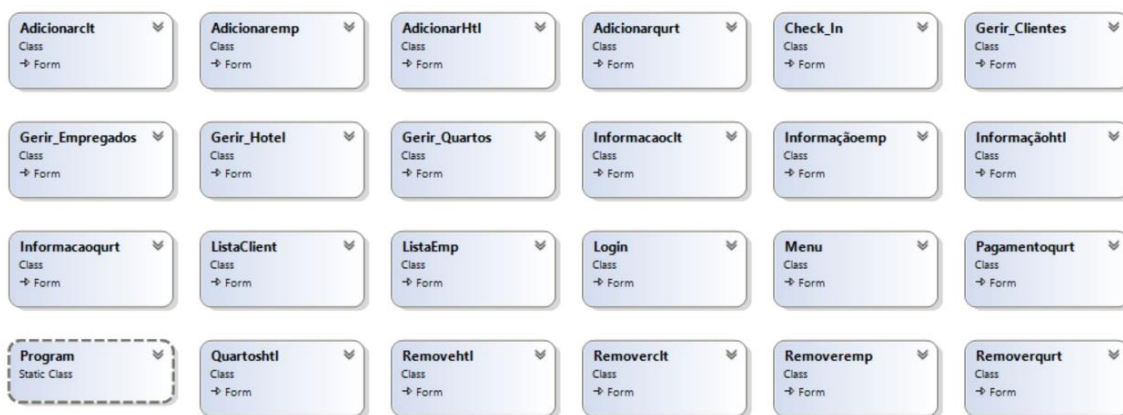 Adicionarclt
Class
Form
Adicionaremp
Class
Form
AdicionarHtl
Class
Form
Adicionarqurt
Class
Form
Check_In
Class
Form
Gerir_Clientes
Class
Form
Gerir_Empregados
Class
Form
Gerir_Hotel
Class
Form
Gerir_Quartos
Class
Form
Informacaoclt
Class
Form
Informaçãoemp
Class
Form
Informaçãohtl
Class
Form
Informacaoqurt
Class
Form
ListaClient
Class
Form
ListaEmp
Class
Form
Login
Class
Form
Menu
Class
Form
Pagamentoqurt
Class
Form
Program
Static Class
Quartoshtl
Class
Form
Removehtl
Class
Form
Removerclt
Class
Form
Removeremp
Class
Form
Removerqurt
Class
Form